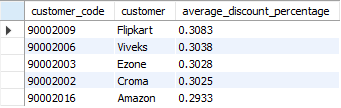 customer_code customer average_discount_percentage
90002009 Flipkart 0.3083
90002006 Viveks 0.3038
90002003 Ezone 0.3028
90002002 Croma 0.3025
90002016 Amazon 0.2933